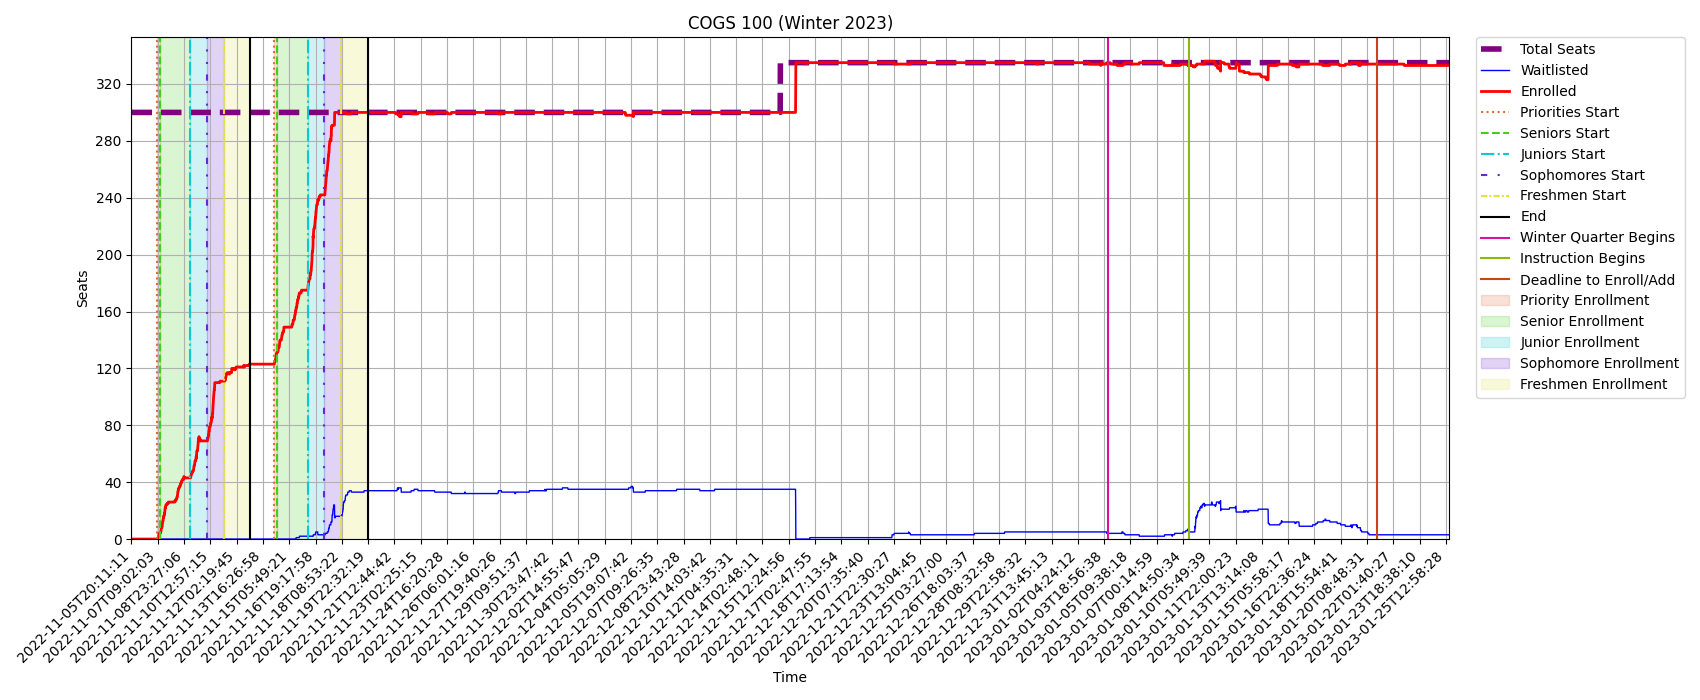 COGS 100 (Winter 2023)
Seats
320
280
240
200
160
120
80
40
0
2022-11-05T20:11:11
2022-11-07T09:02:03
2022-11-08T23:27:06
2022-11-10T12:57:15
2022-11-12T02:19:45
2022-11-13T16:26:58
2022-11-15T05:49:21
2022-11-16T19:17:58
2022-11-18T08:53:22
2022-11-19T22:32:19
2022-11-21T12:44:42
2022-11-23T02:25:15
2022-11-24T16:20:28
2022-11-26T06:01:16
2022-11-27T19:40:26
2022-11-29T09:51:37
2022-11-30T23:47:42
2022-12-02T14:55:47
2022-12-04T05:05:29
2022-12-05T19:07:42
2022-12-07T09:26:35
2022-12-08T23:43:28
2022-12-10T14:03:42
2022-12-12T04:35:31
2022-12-14T02:48:11
2022-12-15T12:24:56
2022-12-17T02:47:55
2022-12-18T17:13:54
2022-12-20T07:35:40
2022-12-21T22:30:27
2022-12-23T13:04:45
2022-12-25T03:27:00
2022-12-26T18:03:37
2022-12-28T08:32:58
2022-12-29T22:58:32
2022-12-31T13:45:13
2023-01-02T04:24:12
2023-01-03T18:56:38
2023-01-05T09:38:18
2023-01-07T00:14:59
2023-01-08T14:50:34
2023-01-10T05:49:39
2023-01-11T22:00:23
2023-01-13T13:14:08
2023-01-15T05:58:17
2023-01-16T22:36:24
2023-01-18T15:54:41
2023-01-20T08:48:31
2023-01-22T01:40:27
2023-01-23T18:38:10
2023-01-25T12:58:28
Time
Total Seats
Waitlisted
Enrolled
Priorities Start
Seniors Start
Juniors Start
Sophomores Start
Freshmen Start
End
Winter Quarter Begins
Instruction Begins
Deadline to Enroll/Add
Priority Enrollment
Senior Enrollment
Junior Enrollment
Sophomore Enrollment
Freshmen Enrollment